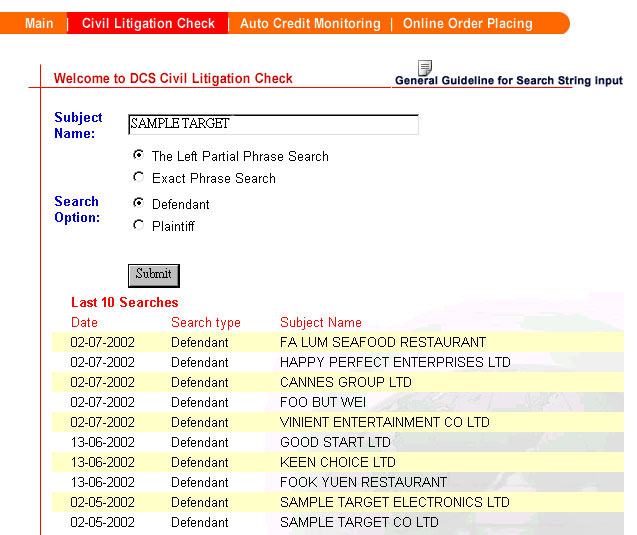 Main | Civil Litigation Check | Auto Credit Monitoring | Online Order Placing
Welcome to DCS Civil Litigation Check
General Guideline for Search String input
Subject Name:
SAMPLE TARGET
The Left Partial Phrase Search
Exact Phrase Search
Search Option:
Defendant
Plaintiff
Submit
Last 10 Searches
Date Search type Subject Name
02-07-2002 Defendant FA LUM SEAFOOD RESTAURANT
02-07-2002 Defendant HAPPY PERFECT ENTERPRISES LTD
02-07-2002 Defendant CANNES GROUP LTD
02-07-2002 Defendant FOO BUT WEI
02-07-2002 Defendant VINIENT ENTERTAINMENT CO LTD
13-06-2002 Defendant GOOD START LTD
13-06-2002 Defendant KEEN CHOICE LTD
13-06-2002 Defendant FOOK YUEN RESTAURANT
02-05-2002 Defendant SAMPLE TARGET ELECTRONICS LTD
02-05-2002 Defendant SAMPLE TARGET CO LTD